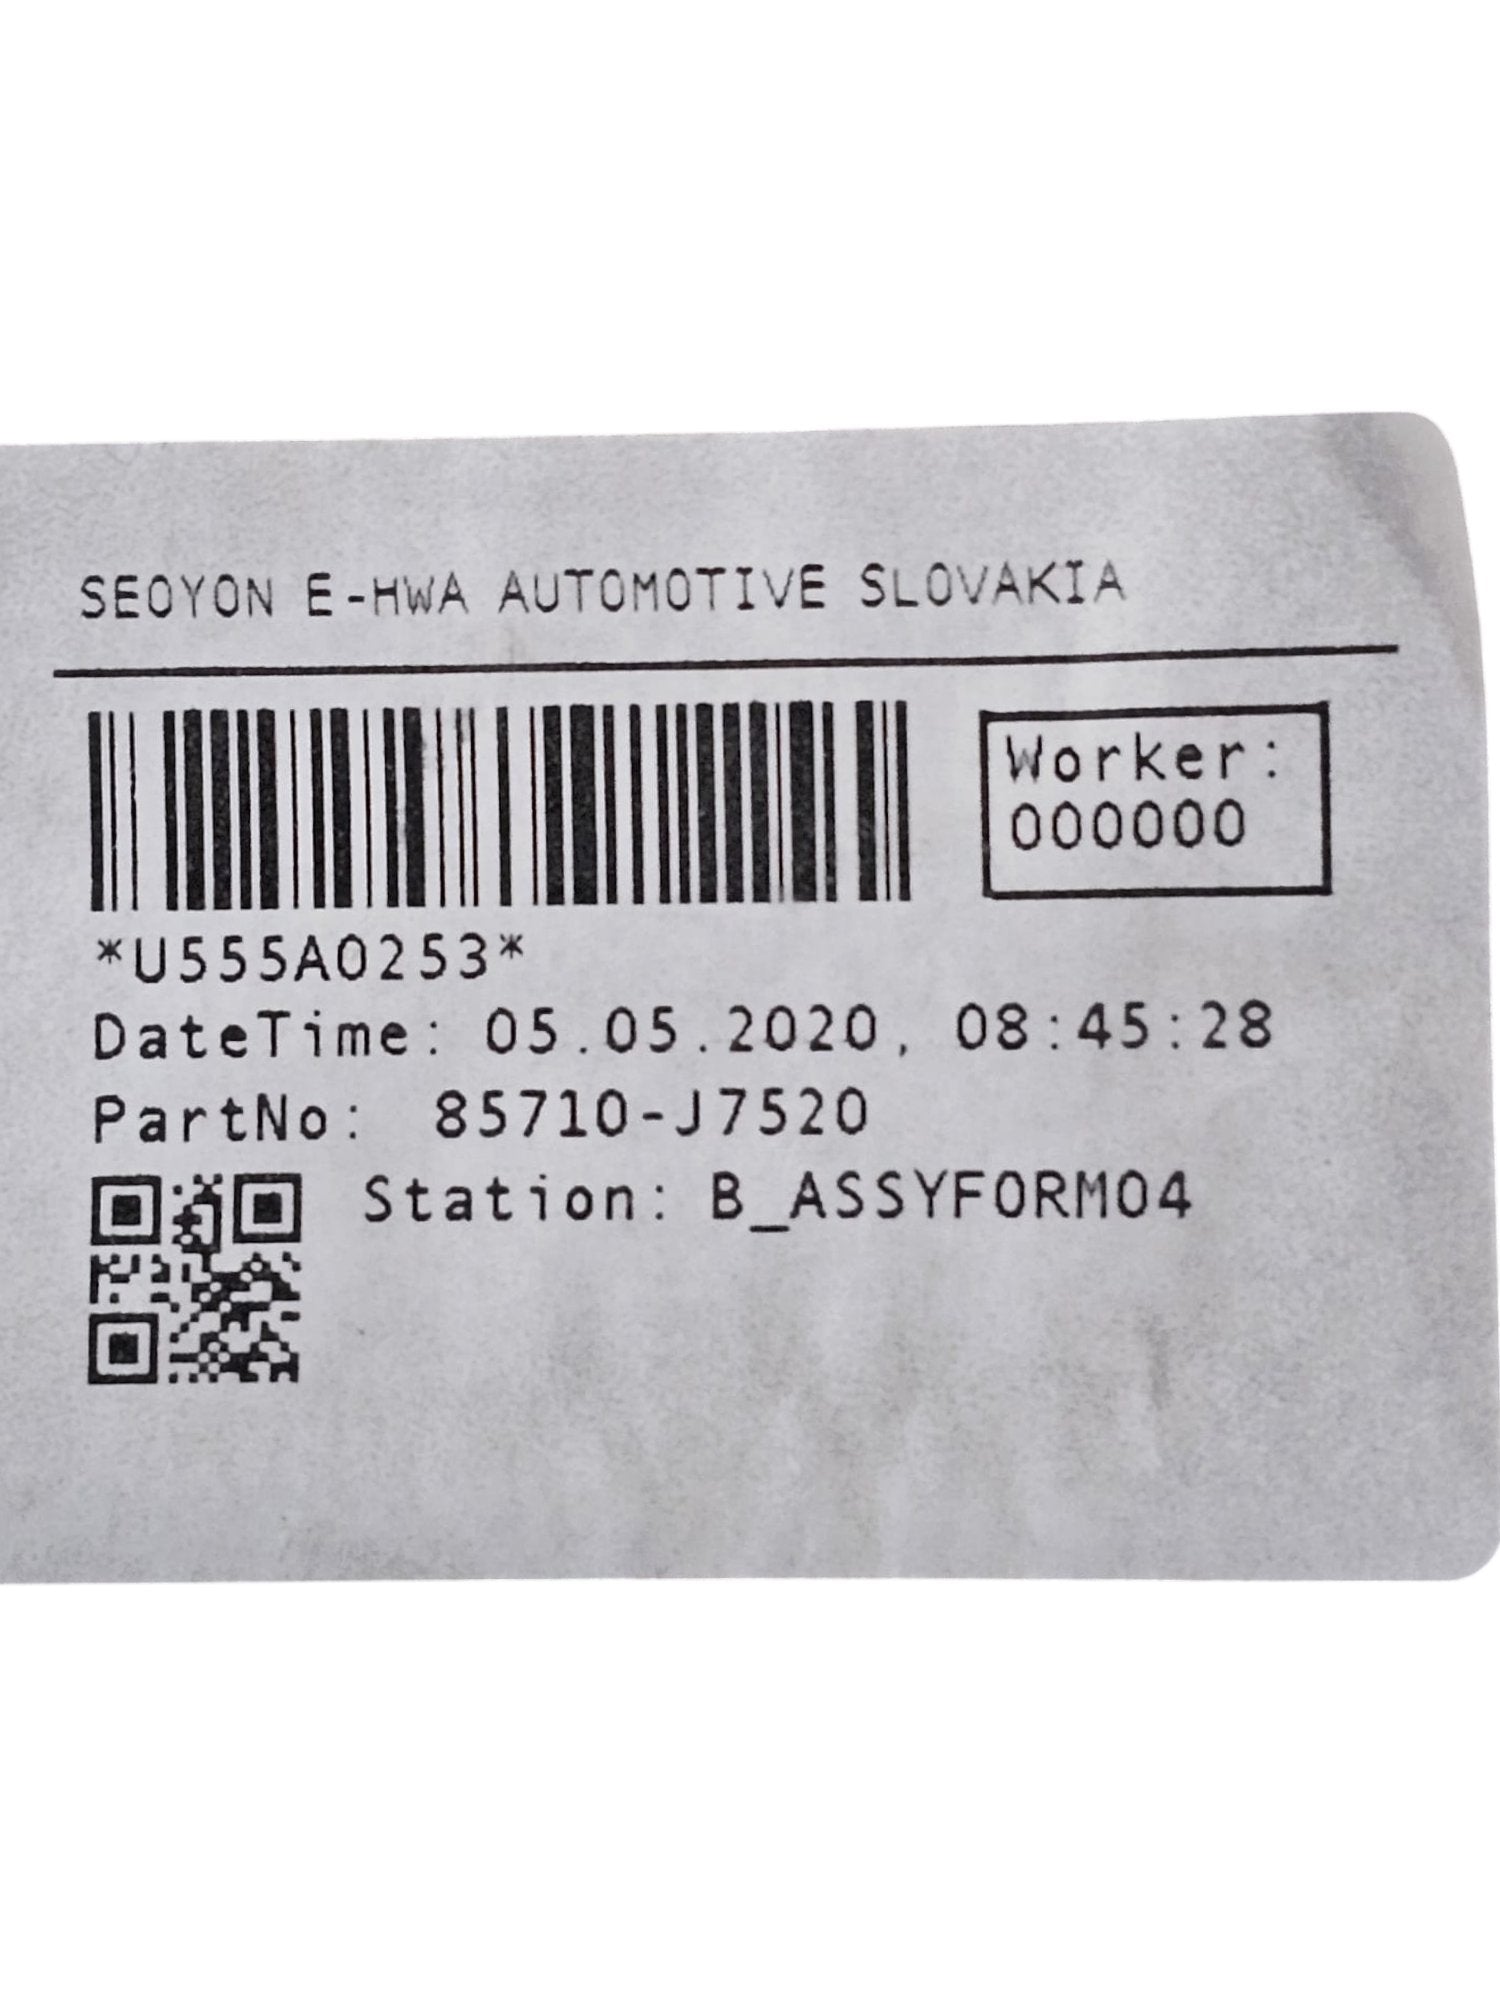 SEOYON E-HWA AUTOMOTIVE SLOVAKIA
Worker:
000000
*U555A0253*
DateTime: 05.05.2020, 08:45:28
PartNo: 85710-J7520
Station: B_ASSYFORM04